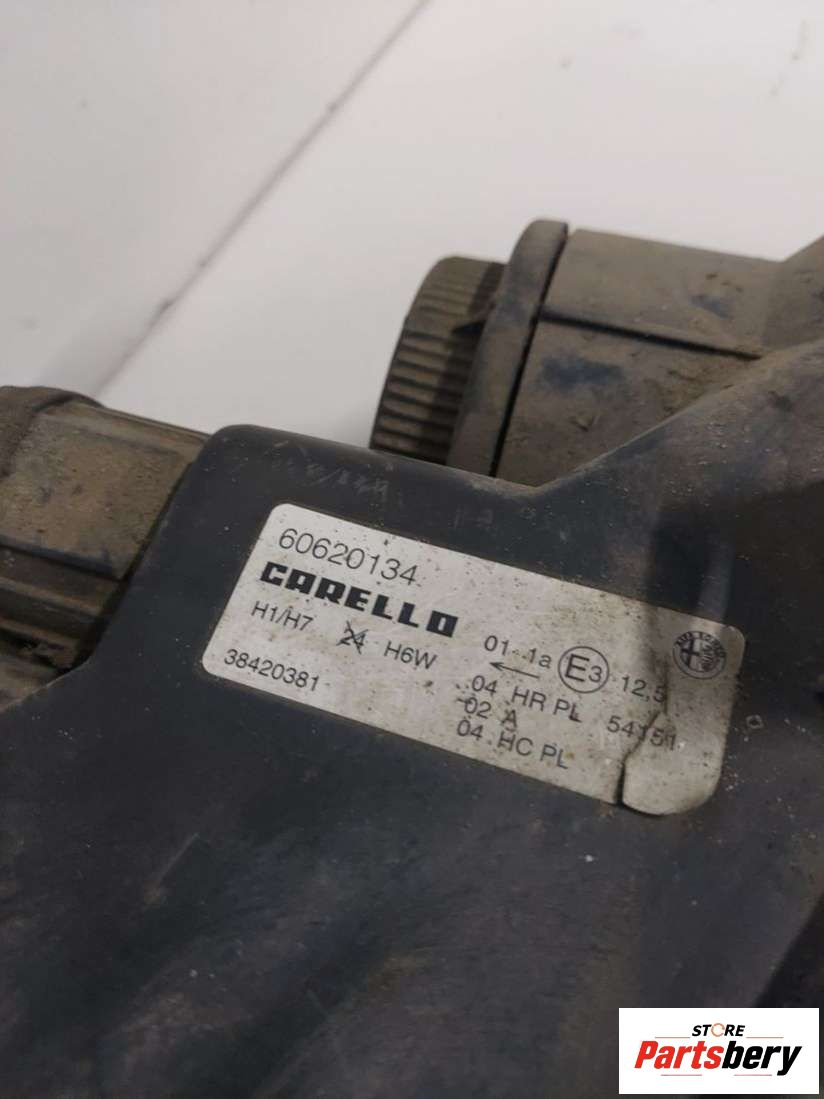 60620134
CARELLO
H1/H7 24 H6W
38420381
01 1a E3 12,5
04 HR PL 54151
02 A
04 HC PL
STORE
Partsbery